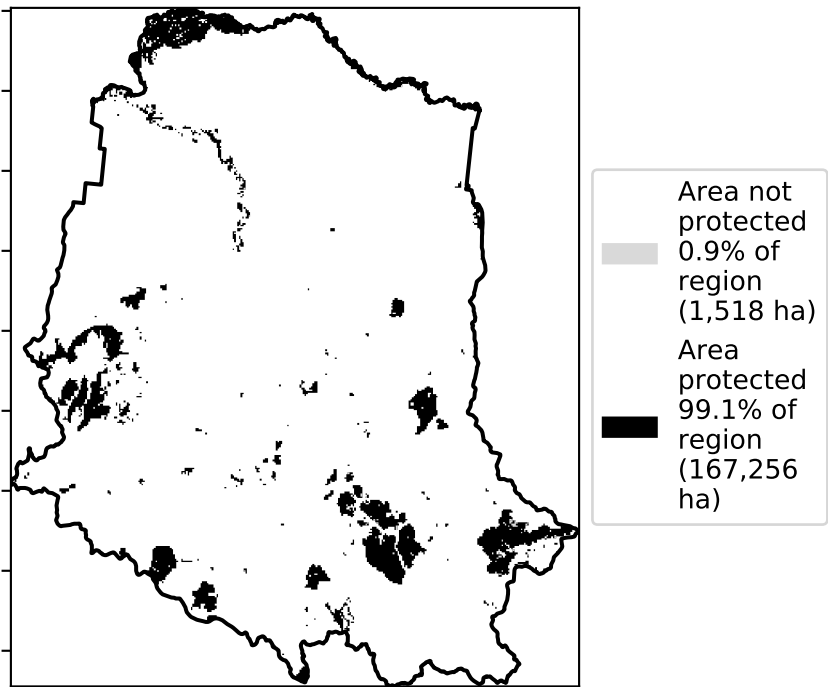 Area not
protected
0.9% of
region
(1,518 ha)
Area
protected
99.1% of
region
(167,256
ha)